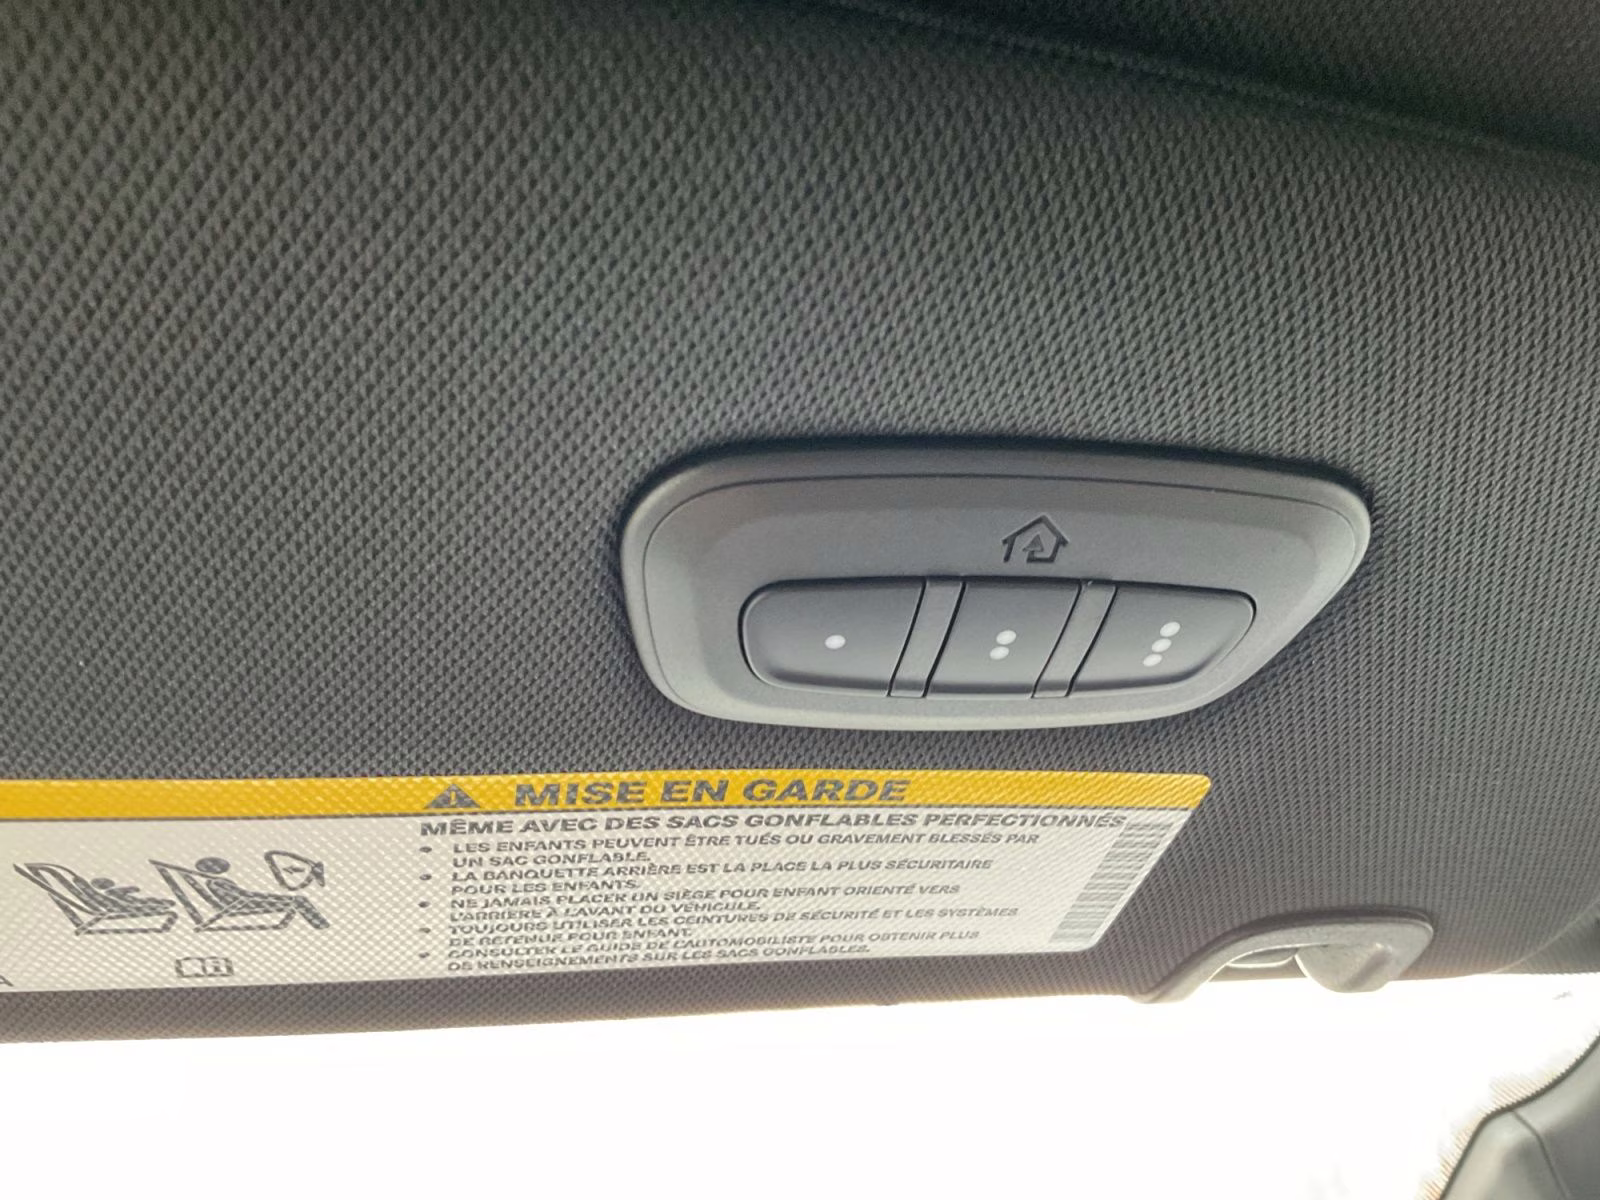 MISE EN GARDE
MÊME AVEC DES SACS GONFLABLES PERFECTIONNÉS
• LES ENFANTS PEUVENT ÊTRE TUÉS OU GRAVEMENT BLESSÉS PAR
UN SAC GONFLABLE.
• LA BANQUETTE ARRIÈRE EST LA PLACE LA PLUS SÉCURITAIRE
POUR LES ENFANTS.
• NE JAMAIS PLACER UN SIÈGE POUR ENFANT ORIENTÉ VERS
L'ARRIÈRE À L'AVANT DU VÉHICULE.
• TOUJOURS UTILISER LES CEINTURES DE SÉCURITÉ ET LES SYSTÈMES
DE RETENUE POUR ENFANT.
• CONSULTER LE GUIDE DE L'AUTOMOBILISTE POUR OBTENIR PLUS
DE RENSEIGNEMENTS SUR LES SACS GONFLABLES.